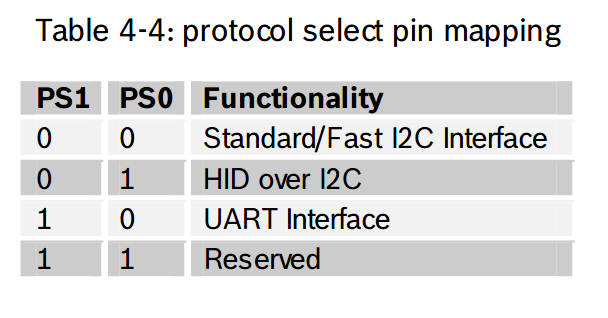 Table 4-4: protocol select pin mapping
PS1 PS0 Functionality
0 0 Standard/Fast I2C Interface
0 1 HID over I2C
1 0 UART Interface
1 1 Reserved